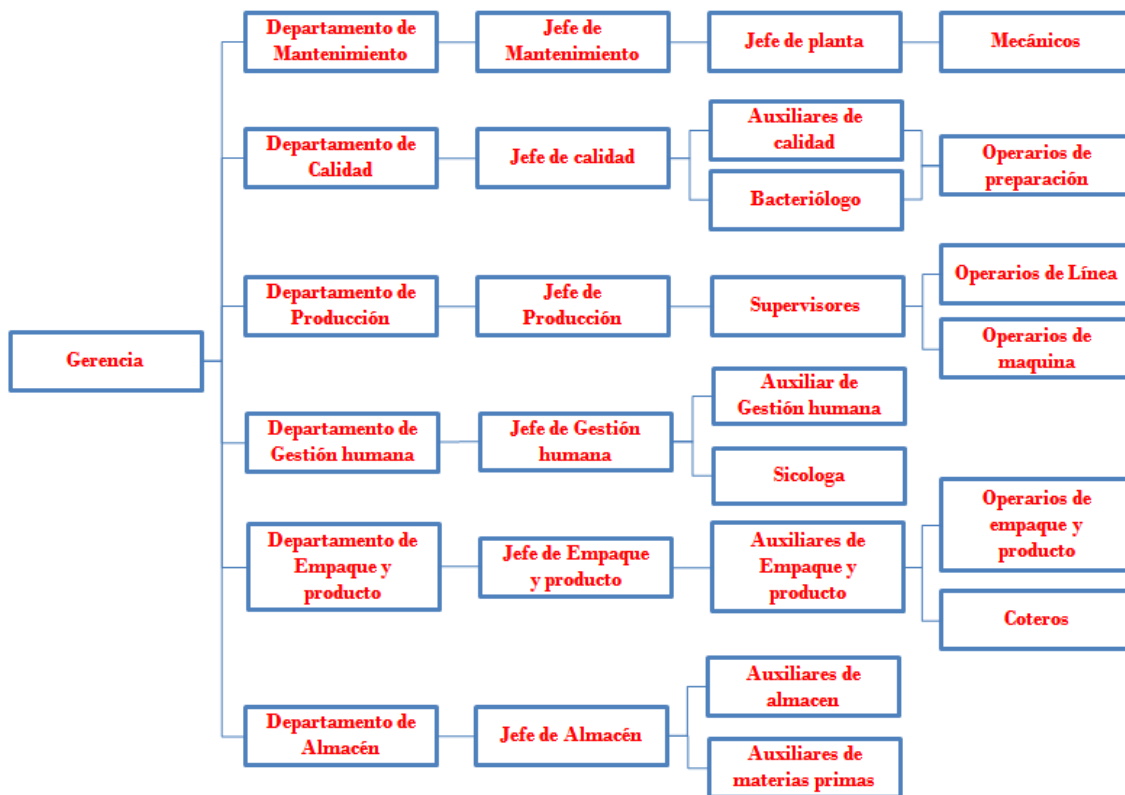 Departamento de
Mantenimiento
Jefe de
Mantenimiento
Jefe de planta
Mecánicos
Departamento de
Calidad
Jefe de calidad
Auxiliares de
calidad
Bacteriólogo
Operarios de
preparación
Departamento de
Producción
Jefe de
Producción
Supervisores
Operarios de Línea
Operarios de
maquina
Gerencia
Departamento de
Gestión humana
Jefe de Gestión
humana
Auxiliar de
Gestión humana
Sicologa
Departamento de
Empaque y
producto
Jefe de Empaque
y producto
Auxiliares de
Empaque y
producto
Operarios de
empaque y
producto
Coteros
Departamento de
Almacén
Jefe de Almacén
Auxiliares de
almacen
Auxiliares de
materias primas